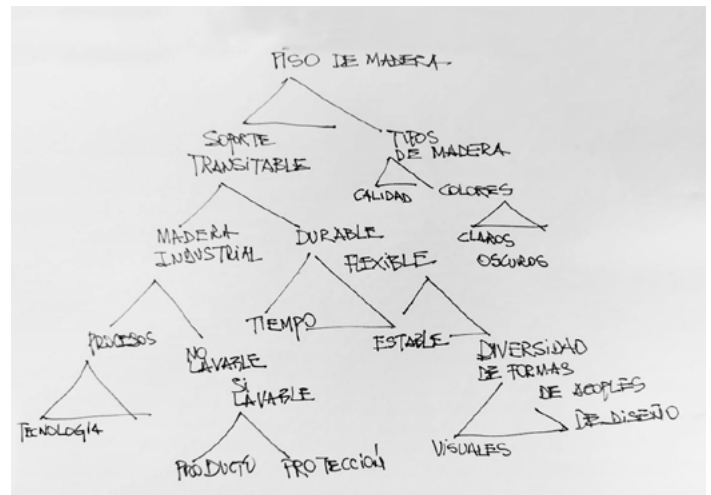 PISO DE MADERA
SOPORTE
TRANSITABLE
TIPOS
DE MADERA
CALIDAD
COLORES
CLAROS
OSCUROS
MADERA
INDUSTRIAL
DURABLE
FLEXIBLE
PROCESOS
NO
LAVABLE
SI
LAVABLE
TIEMPO
ESTABLE
DIVERSIDAD
DE FORMAS
DE ACOPLES
DE DISEÑO
TECNOLOGIA
PRODUCTO
PROTECCIÓN
VISUALES